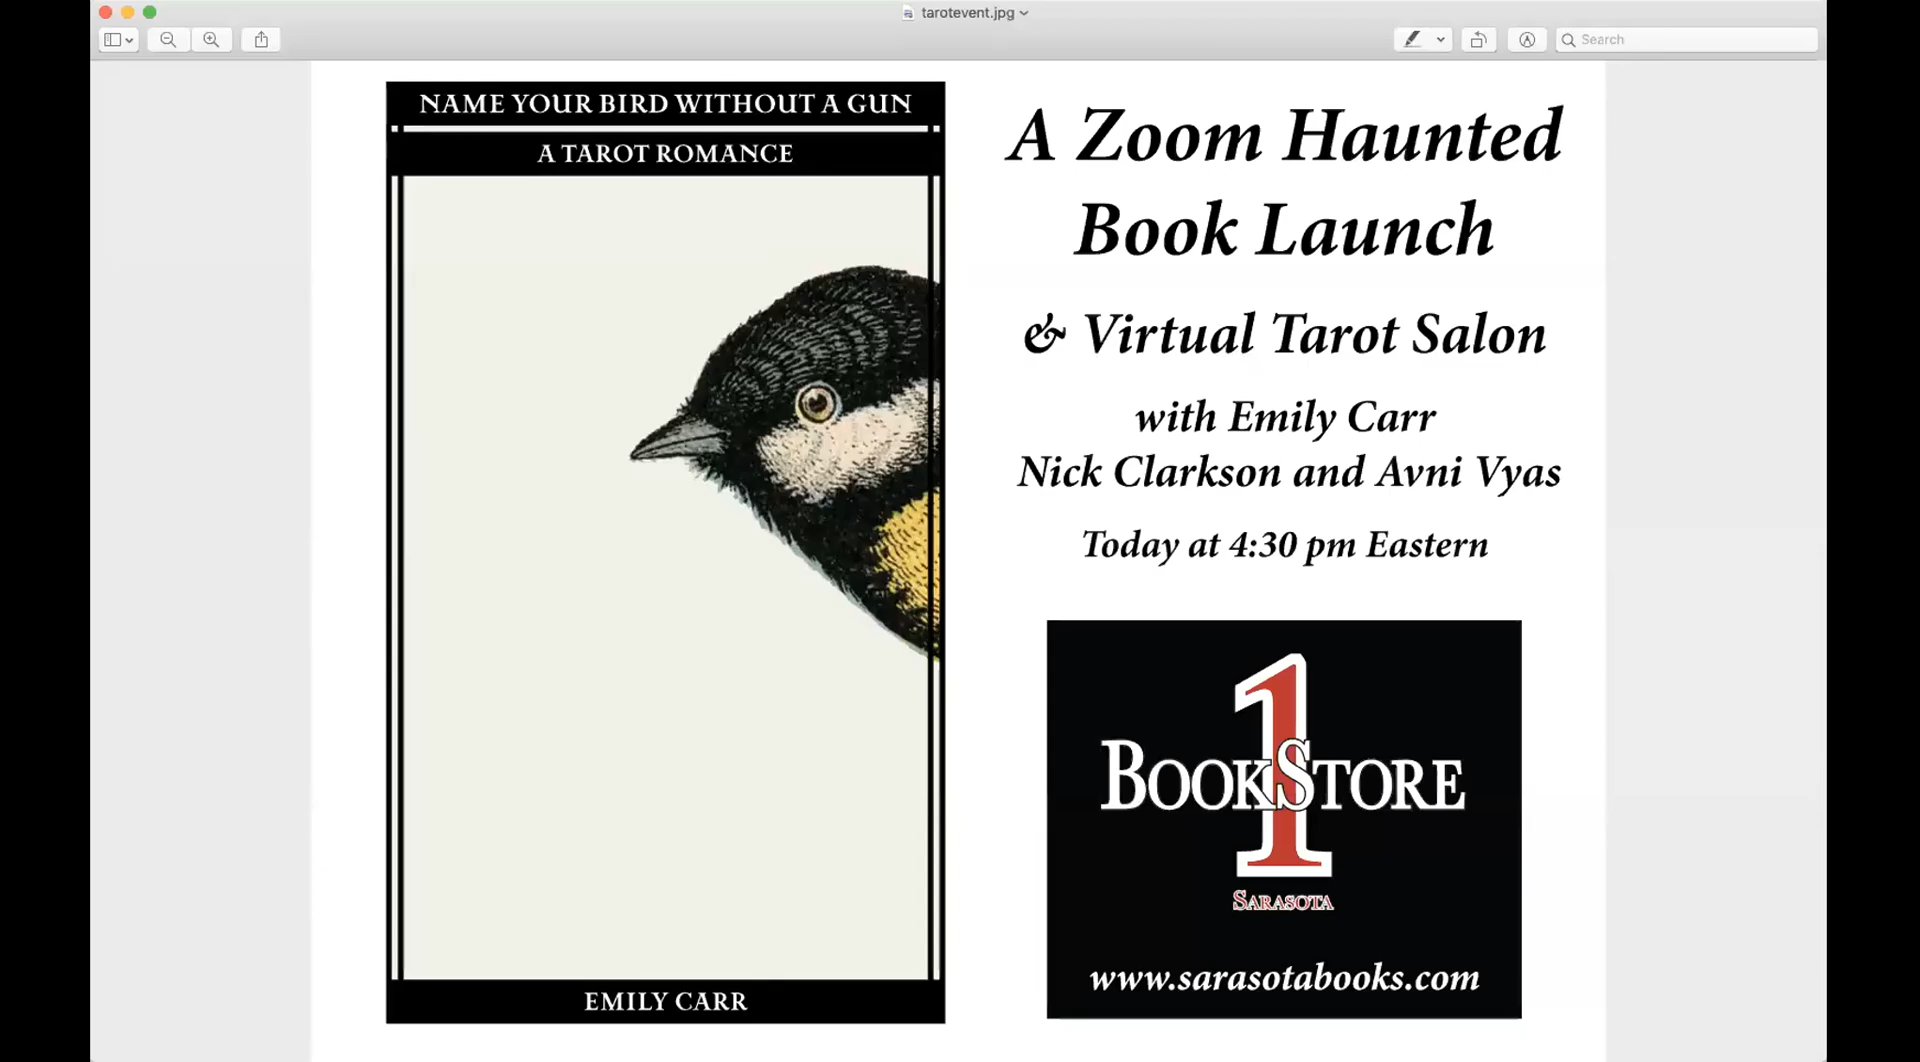 tarotevent.jpg
Search
NAME YOUR BIRD WITHOUT A GUN
A TAROT ROMANCE
EMILY CARR
A Zoom Haunted
Book Launch
& Virtual Tarot Salon
with Emily Carr
Nick Clarkson and Avni Vyas
Today at 4:30 pm Eastern
1
BOOKSTORE
SARASOTA
www.sarasotabooks.com